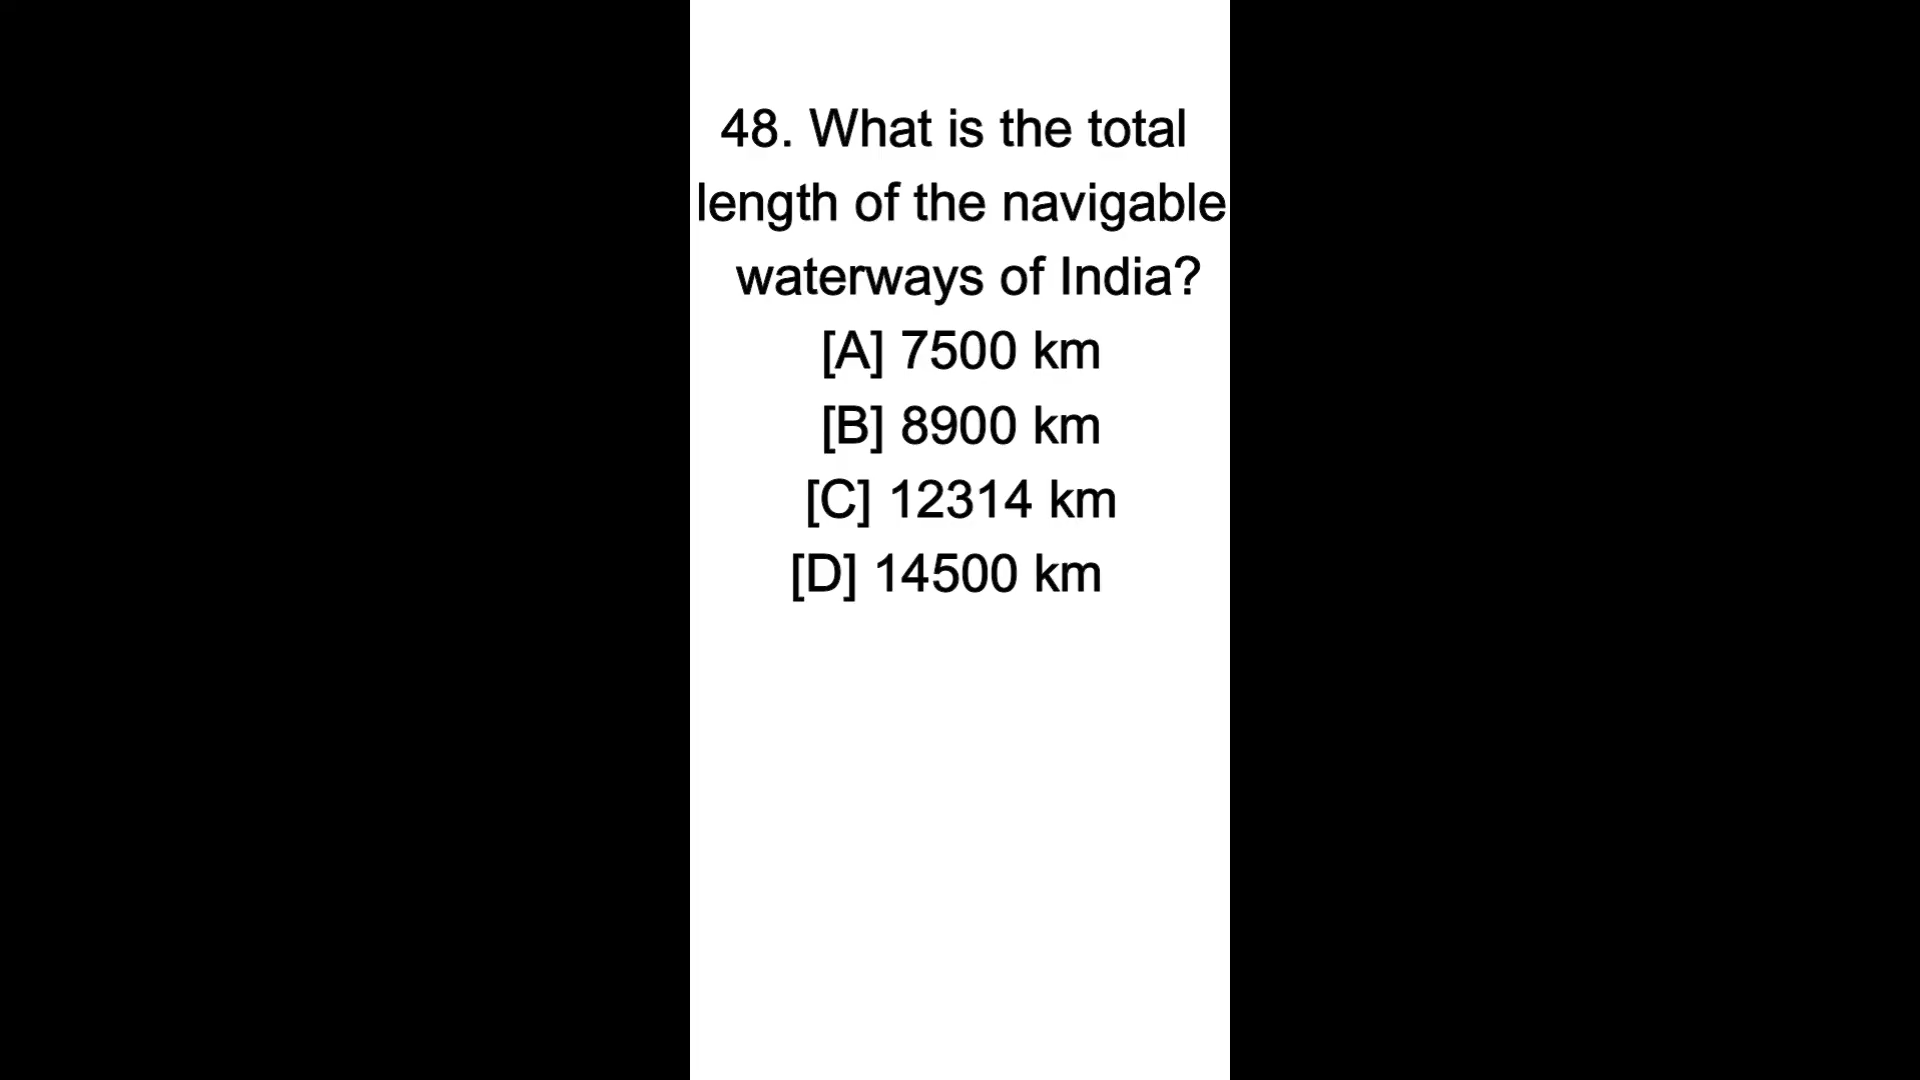 48. What is the total
length of the navigable
waterways of India?
[A] 7500 km
[B] 8900 km
[C] 12314 km
[D] 14500 km